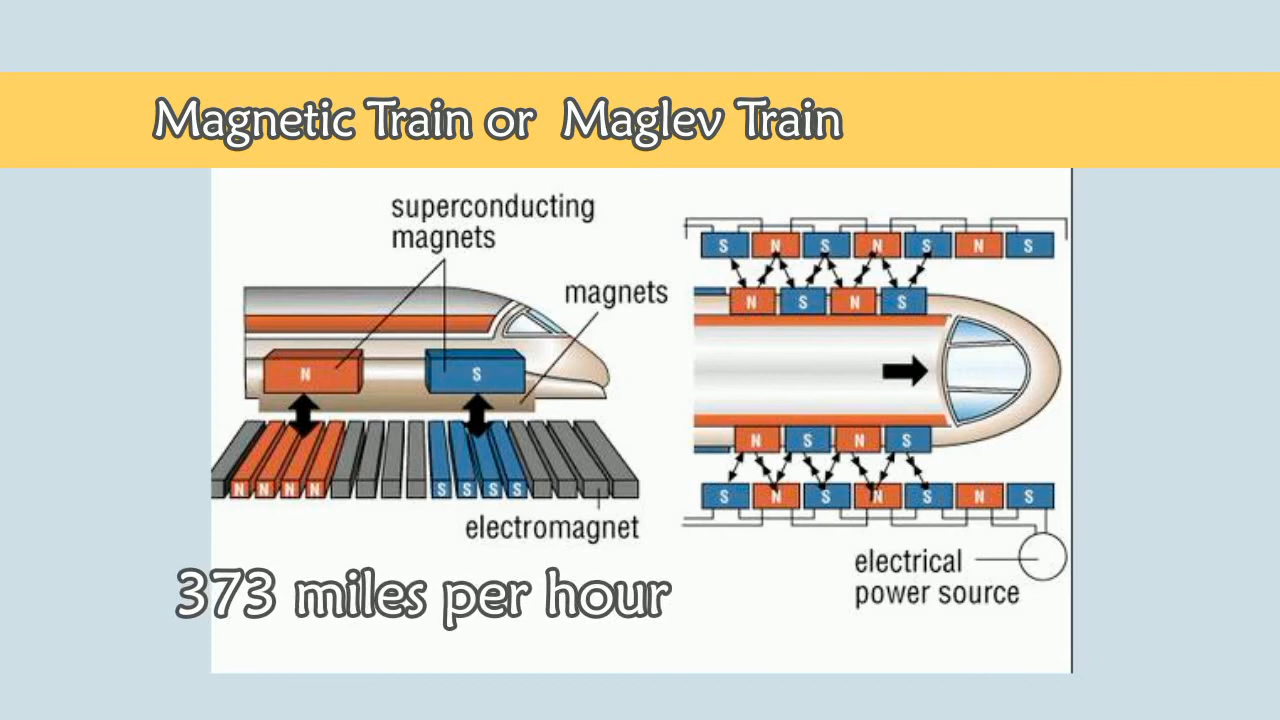 Magnetic Train or Maglev Train
superconducting
magnets
magnets
N
S
N N N N
S S S S
electromagnet
373 miles per hour
S N S N S N S
N S N S
N S N S
S N S N S N S
electrical
power source